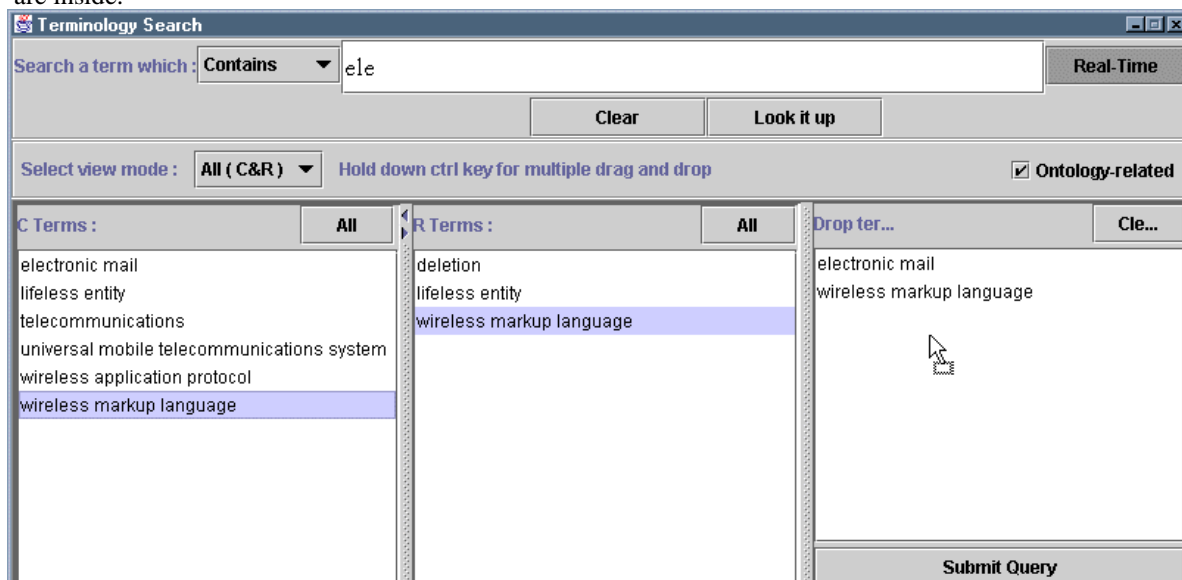 are inside.
Terminology Search
Search a term which : Contains ele Real-Time
Clear Look it up
Select view mode : All ( C&R ) Hold down ctrl key for multiple drag and drop Ontology-related
C Terms : All R Terms : All Drop ter... Cle...
electronic mail
lifeless entity
telecommunications
universal mobile telecommunications system
wireless application protocol
wireless markup language
deletion
lifeless entity
wireless markup language
electronic mail
wireless markup language
Submit Query